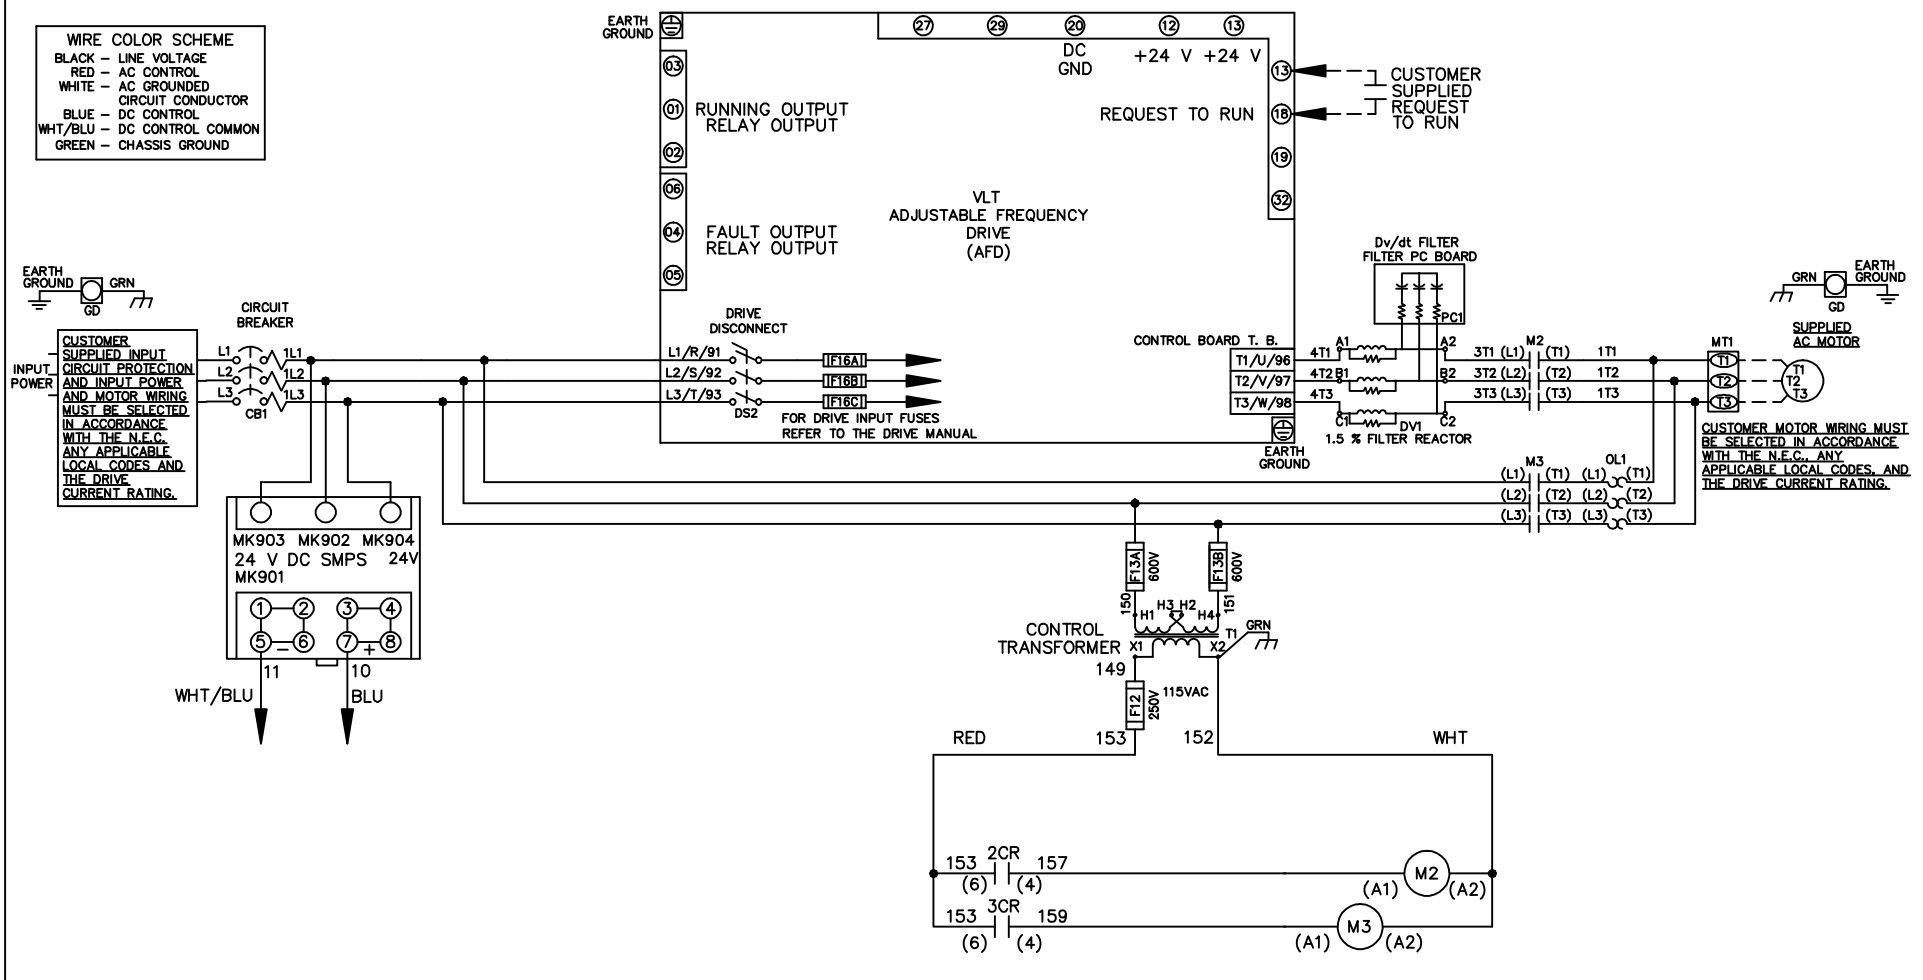 WIRE COLOR SCHEME
BLACK – LINE VOLTAGE
RED – AC CONTROL
WHITE – AC GROUNDED
CIRCUIT CONDUCTOR
BLUE – DC CONTROL
WHT/BLU – DC CONTROL COMMON
GREEN – CHASSIS GROUND
EARTH
GROUND
27 29 20 12 13
DC
GND
+24 V +24 V
03
01
02
RUNNING OUTPUT
RELAY OUTPUT
06
04
05
FAULT OUTPUT
RELAY OUTPUT
13
18
19
32
REQUEST TO RUN
CUSTOMER
SUPPLIED
REQUEST
TO RUN
VLT
ADJUSTABLE FREQUENCY
DRIVE
(AFD)
EARTH
GROUND
GRN
GD
INPUT
POWER
CUSTOMER
SUPPLIED INPUT
CIRCUIT PROTECTION
AND INPUT POWER
AND MOTOR WIRING
MUST BE SELECTED
IN ACCORDANCE
WITH THE N.E.C.
ANY APPLICABLE
LOCAL CODES AND
THE DRIVE
CURRENT RATING.
CIRCUIT
BREAKER
L1 1L1
L2 1L2
L3 1L3
CB1
DRIVE
DISCONNECT
L1/R/91 F16A
L2/S/92 F16B
L3/T/93 F16C
DS2
FOR DRIVE INPUT FUSES
REFER TO THE DRIVE MANUAL
CONTROL BOARD T. B.
T1/U/96
T2/V/97
T3/W/98
EARTH
GROUND
Dv/dt FILTER
FILTER PC BOARD
PC1
4T1 A1 A2
4T2 B1 B2
4T3 C1 C2
DV1
1.5 % FILTER REACTOR
M2
3T1 (L1) (T1) 1T1
3T2 (L2) (T2) 1T2
3T3 (L3) (T3) 1T3
MT1
T1
T2
T3
GRN
GD
EARTH
GROUND
SUPPLIED
AC MOTOR
T1
T2
T3
CUSTOMER MOTOR WIRING MUST
BE SELECTED IN ACCORDANCE
WITH THE N.E.C., ANY
APPLICABLE LOCAL CODES, AND
THE DRIVE CURRENT RATING.
M3 OL1
(L1) (T1) (L1) (T1)
(L2) (T2) (L2) (T2)
(L3) (T3) (L3) (T3)
MK903 MK902 MK904
24 V DC SMPS 24V
MK901
1 2 3 4
5 – 6 7 + 8
11 10
WHT/BLU BLU
F13A 600V
F13B 600V
150 151
H1 H3 H2 H4
CONTROL
TRANSFORMER
X1 X2 T1 GRN
149
F12 250V
115VAC
153 152
RED WHT
153 2CR 157
(6) (4)
(A1) M2 (A2)
153 3CR 159
(6) (4)
(A1) M3 (A2)